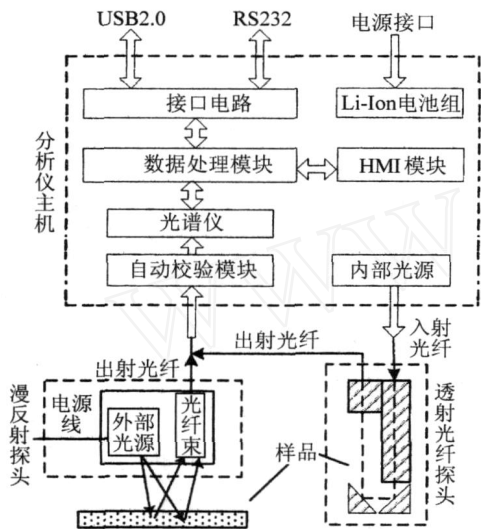 USB2.0 RS232 电源接口
接口电路 Li-Ion电池组
数据处理模块 HMI模块
光谱仪
自动校验模块 内部光源
分析仪主机
出射光纤 入射光纤
出射光纤
漫反射探头
电源线
外部光源
光纤束
样品
透射光纤探头
WWW